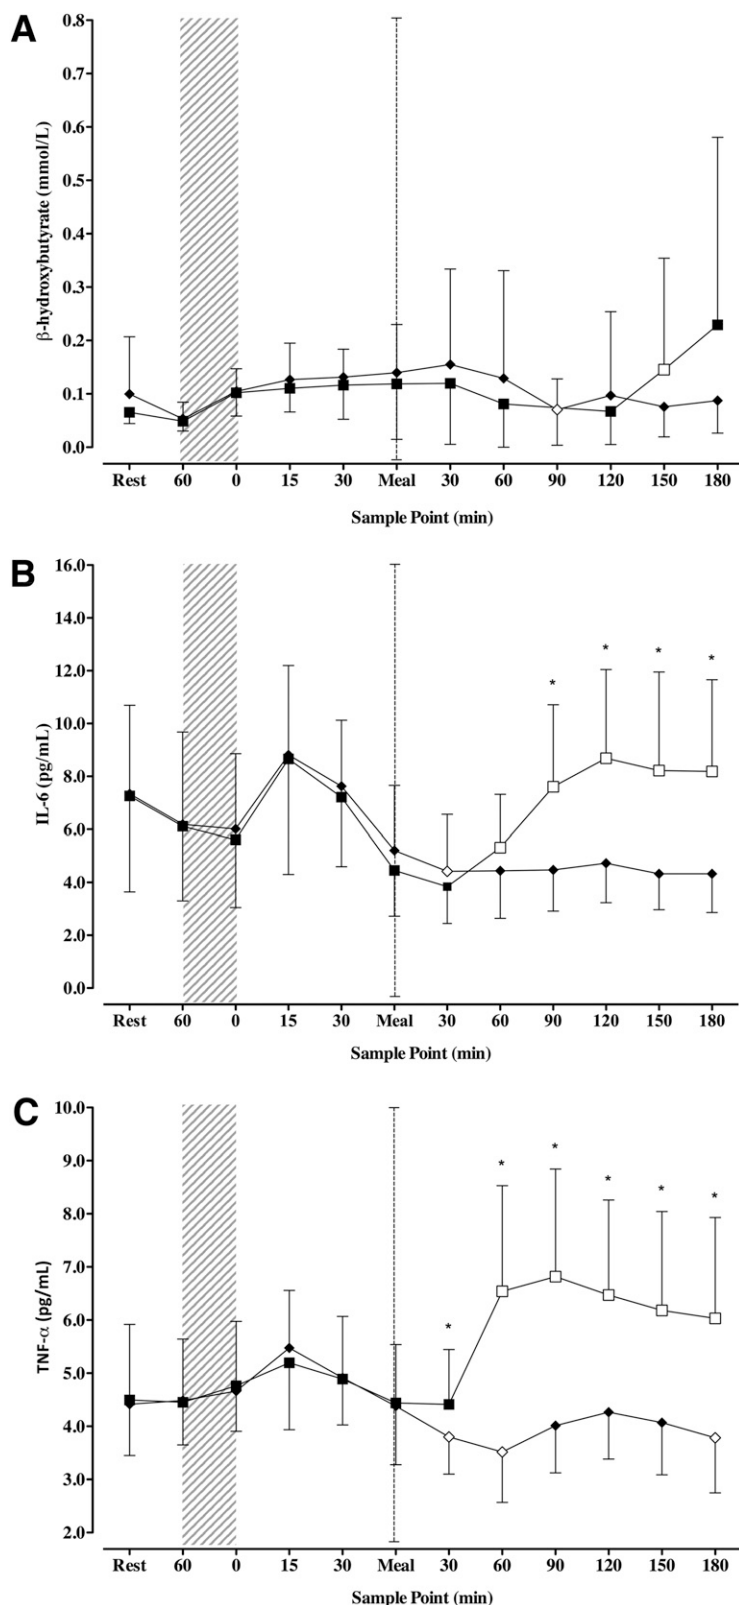 A
β-hydroxybutyrate (mmol/L)
0.8
0.7
0.6
0.5
0.4
0.3
0.2
0.1
0.0
Rest 60 0 15 30 Meal 30 60 90 120 150 180
Sample Point (min)
B
IL-6 (pg/mL)
16.0
14.0
12.0
10.0
8.0
6.0
4.0
2.0
0.0
* * * *
Rest 60 0 15 30 Meal 30 60 90 120 150 180
Sample Point (min)
C
TNF-α (pg/mL)
10.0
9.0
8.0
7.0
6.0
5.0
4.0
3.0
2.0
* * * * * *
Rest 60 0 15 30 Meal 30 60 90 120 150 180
Sample Point (min)